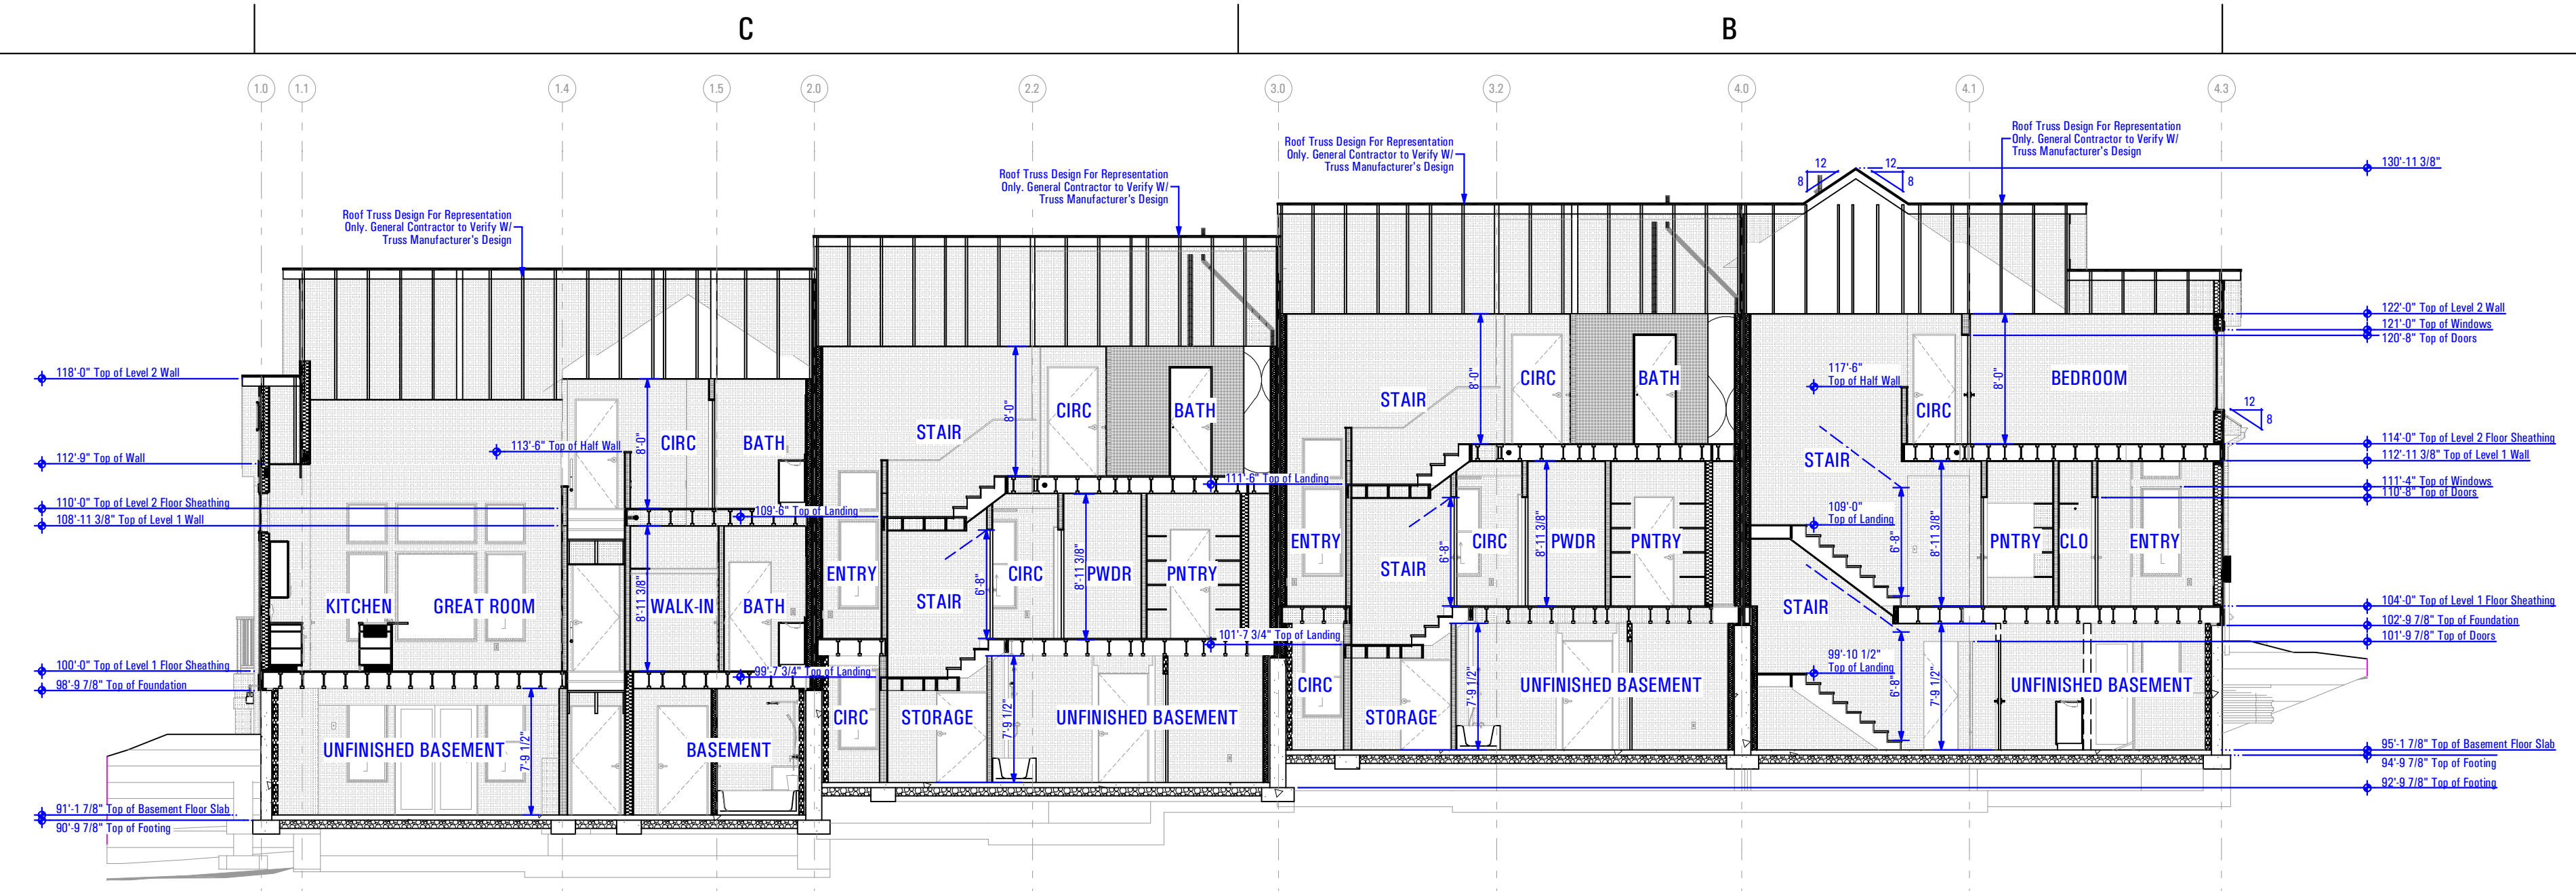 C
B
1.0
1.1
1.4
1.5
2.0
2.2
3.0
3.2
4.0
4.1
4.3
Roof Truss Design For Representation
Only. General Contractor to Verify W/
Truss Manufacturer's Design
Roof Truss Design For Representation
Only. General Contractor to Verify W/
Truss Manufacturer's Design
Roof Truss Design For Representation
Only. General Contractor to Verify W/
Truss Manufacturer's Design
Roof Truss Design For Representation
Only. General Contractor to Verify W/
Truss Manufacturer's Design
12
8
12
8
12
8
118'-0" Top of Level 2 Wall
112'-9" Top of Wall
110'-0" Top of Level 2 Floor Sheathing
108'-11 3/8" Top of Level 1 Wall
100'-0" Top of Level 1 Floor Sheathing
98'-9 7/8" Top of Foundation
91'-1 7/8" Top of Basement Floor Slab
90'-9 7/8" Top of Footing
113'-6" Top of Half Wall
8'-0"
CIRC
BATH
KITCHEN
GREAT ROOM
8'-11 3/8"
WALK-IN
BATH
UNFINISHED BASEMENT
7'-9 1/2"
BASEMENT
109'-6" Top of Landing
99'-7 3/4" Top of Landing
STAIR
8'-0"
CIRC
BATH
ENTRY
STAIR
6'-8"
CIRC
8'-11 3/8"
PWDR
PNTRY
CIRC
STORAGE
7'-9 1/2"
UNFINISHED BASEMENT
111'-6" Top of Landing
101'-7 3/4" Top of Landing
STAIR
8'-0"
CIRC
BATH
ENTRY
STAIR
6'-8"
CIRC
8'-11 3/8"
PWDR
PNTRY
CIRC
STORAGE
7'-9 1/2"
UNFINISHED BASEMENT
117'-6"
Top of Half Wall
CIRC
8'-0"
BEDROOM
STAIR
109'-0"
Top of Landing
6'-8"
8'-11 3/8"
PNTRY
CLO
ENTRY
STAIR
99'-10 1/2"
Top of Landing
6'-8"
7'-9 1/2"
UNFINISHED BASEMENT
130'-11 3/8"
122'-0" Top of Level 2 Wall
121'-0" Top of Windows
120'-8" Top of Doors
114'-0" Top of Level 2 Floor Sheathing
112'-11 3/8" Top of Level 1 Wall
111'-4" Top of Windows
110'-8" Top of Doors
104'-0" Top of Level 1 Floor Sheathing
102'-9 7/8" Top of Foundation
101'-9 7/8" Top of Doors
95'-1 7/8" Top of Basement Floor Slab
94'-9 7/8" Top of Footing
92'-9 7/8" Top of Footing